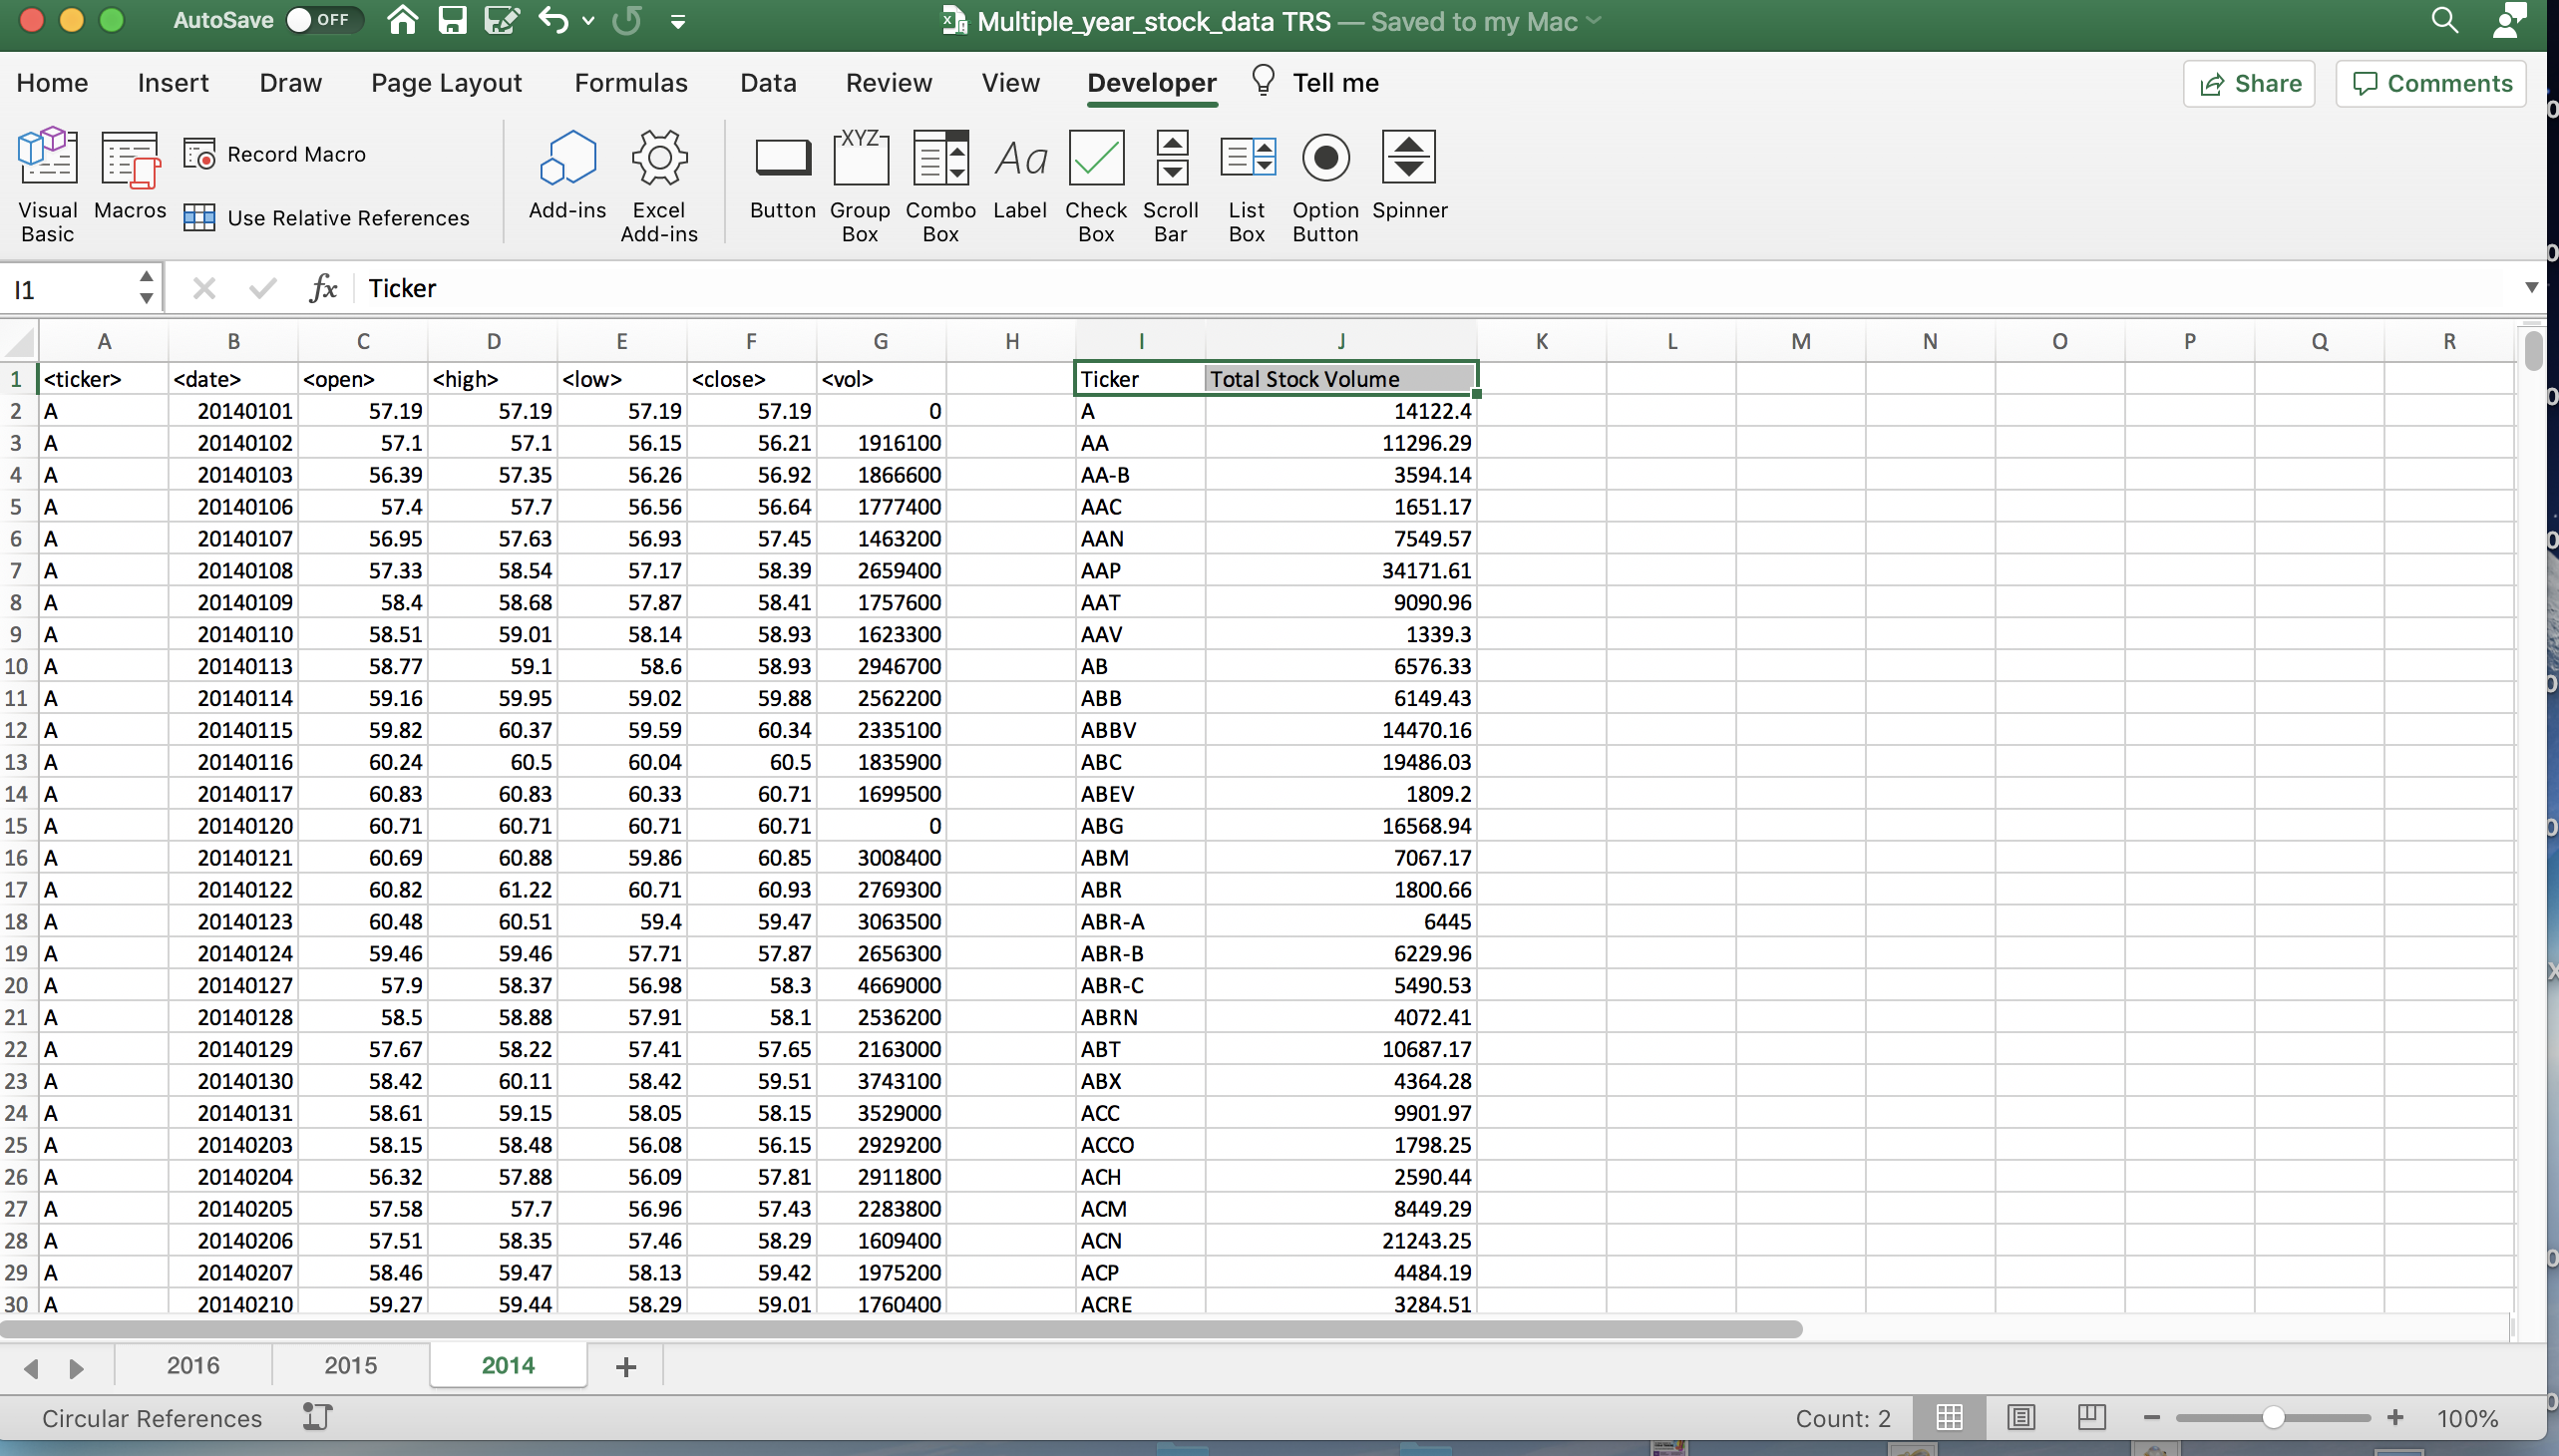 AutoSave OFF Multiple_year_stock_data TRS — Saved to my Mac
Home Insert Draw Page Layout Formulas Data Review View Developer Tell me Share Comments
Visual Basic Macros Record Macro Use Relative References Add-ins Excel Add-ins Button XYZ Group Box Combo Box Aa Label Check Box Scroll Bar List Box Option Button Spinner
I1 fx Ticker
A B C D E F G H I J K L M N O P Q R
1 <ticker> <date> <open> <high> <low> <close> <vol> Ticker Total Stock Volume
2 A 20140101 57.19 57.19 57.19 57.19 0 A 14122.4
3 A 20140102 57.1 57.1 56.15 56.21 1916100 AA 11296.29
4 A 20140103 56.39 57.35 56.26 56.92 1866600 AA-B 3594.14
5 A 20140106 57.4 57.7 56.56 56.64 1777400 AAC 1651.17
6 A 20140107 56.95 57.63 56.93 57.45 1463200 AAN 7549.57
7 A 20140108 57.33 58.54 57.17 58.39 2659400 AAP 34171.61
8 A 20140109 58.4 58.68 57.87 58.41 1757600 AAT 9090.96
9 A 20140110 58.51 59.01 58.14 58.93 1623300 AAV 1339.3
10 A 20140113 58.77 59.1 58.6 58.93 2946700 AB 6576.33
11 A 20140114 59.16 59.95 59.02 59.88 2562200 ABB 6149.43
12 A 20140115 59.82 60.37 59.59 60.34 2335100 ABBV 14470.16
13 A 20140116 60.24 60.5 60.04 60.5 1835900 ABC 19486.03
14 A 20140117 60.83 60.83 60.33 60.71 1699500 ABEV 1809.2
15 A 20140120 60.71 60.71 60.71 60.71 0 ABG 16568.94
16 A 20140121 60.69 60.88 59.86 60.85 3008400 ABM 7067.17
17 A 20140122 60.82 61.22 60.71 60.93 2769300 ABR 1800.66
18 A 20140123 60.48 60.51 59.4 59.47 3063500 ABR-A 6445
19 A 20140124 59.46 59.46 57.71 57.87 2656300 ABR-B 6229.96
20 A 20140127 57.9 58.37 56.98 58.3 4669000 ABR-C 5490.53
21 A 20140128 58.5 58.88 57.91 58.1 2536200 ABRN 4072.41
22 A 20140129 57.67 58.22 57.41 57.65 2163000 ABT 10687.17
23 A 20140130 58.42 60.11 58.42 59.51 3743100 ABX 4364.28
24 A 20140131 58.61 59.15 58.05 58.15 3529000 ACC 9901.97
25 A 20140203 58.15 58.48 56.08 56.15 2929200 ACCO 1798.25
26 A 20140204 56.32 57.88 56.09 57.81 2911800 ACH 2590.44
27 A 20140205 57.58 57.7 56.96 57.43 2283800 ACM 8449.29
28 A 20140206 57.51 58.35 57.46 58.29 1609400 ACN 21243.25
29 A 20140207 58.46 59.47 58.13 59.42 1975200 ACP 4484.19
30 A 20140210 59.27 59.44 58.29 59.01 1760400 ACRE 3284.51
2016 2015 2014
Circular References Count: 2 100%